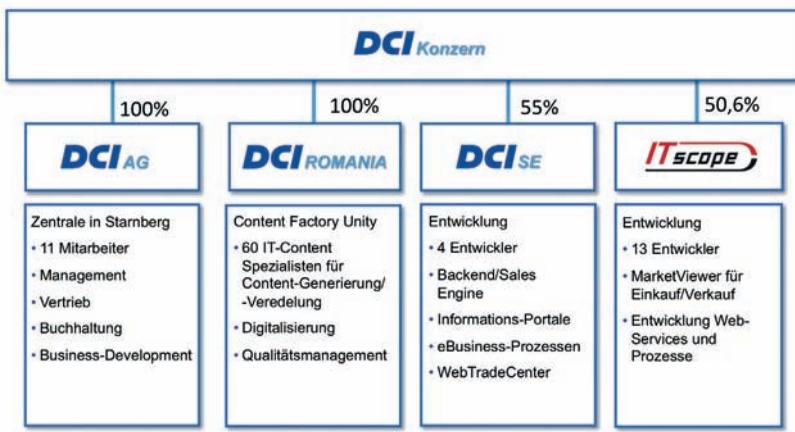 DCI Konzern
100%
100%
55%
50,6%
DCI AG
DCI ROMANIA
DCI SE
ITscope
Zentrale in Starnberg
• 11 Mitarbeiter
• Management
• Vertrieb
• Buchhaltung
• Business-Development
Content Factory Unity
• 60 IT-Content
Spezialisten für
Content-Generierung/
-Veredelung
• Digitalisierung
• Qualitätsmanagement
Entwicklung
• 4 Entwickler
• Backend/Sales
Engine
• Informations-Portale
• eBusiness-Prozessen
• WebTradeCenter
Entwicklung
• 13 Entwickler
• MarketViewer für
Einkauf/Verkauf
• Entwicklung Web-
Services und
Prozesse